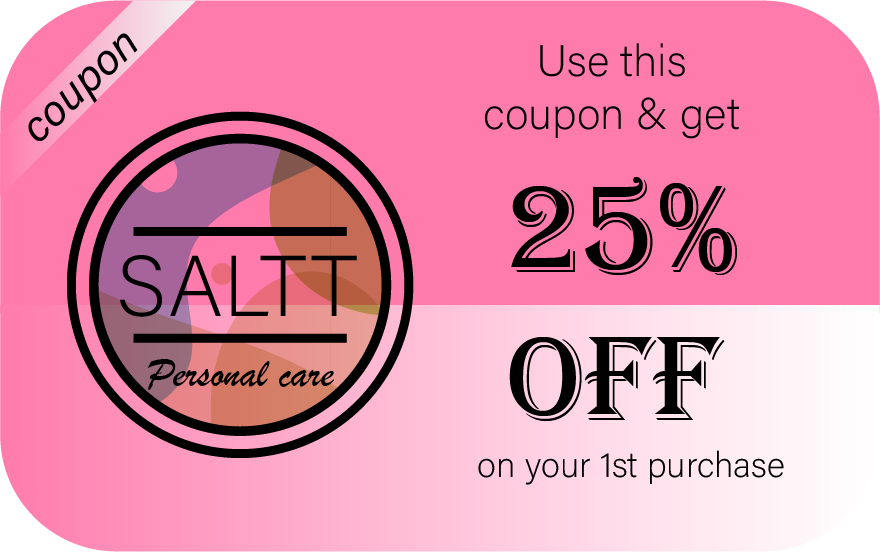 coupon
Use this
coupon & get
25%
OFF
on your 1st purchase
SALTT
Personal care